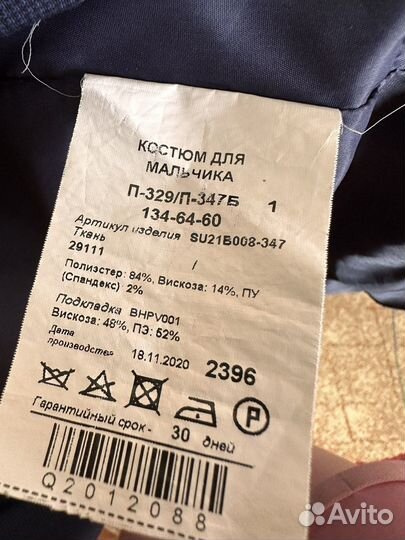 КОСТЮМ ДЛЯ
МАЛЬЧИКА
П-329/П-347Б 1
134-64-60
Артикул изделия SU21Б008-347
Ткань
29111 /
Полиэстер: 84%, Вискоза: 14%, ПУ
(Спандекс) 2%
Подкладка BHPV001
Вискоза: 48%, ПЭ: 52%
Дата
производства 18.11.2020 2396
P
Гарантийный срок - 30 дней
Q2012088
Avito